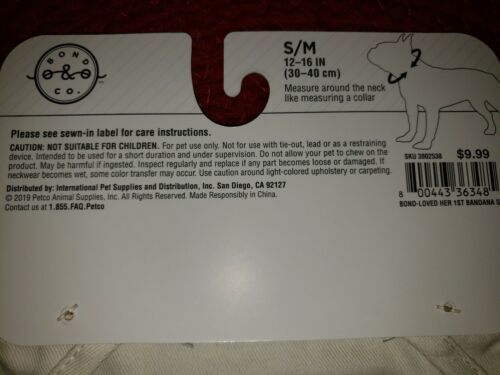 BOND
&
CO.
S/M
12–16 IN
(30–40 cm)
Measure around the neck
like measuring a collar
Please see sewn-in label for care instructions.
CAUTION: NOT SUITABLE FOR CHILDREN. For pet use only. Not for use with tie-out, lead or as a restraining
device. Intended to be used for a short duration and under supervision. Do not allow your pet to chew on the
product. May be harmful if ingested. Inspect regularly and replace if any part becomes loose or damaged. If
neckwear becomes wet, some color transfer may occur. Use caution around light-colored upholstery or carpeting.
Distributed by: International Pet Supplies and Distribution, Inc. San Diego, CA 92127
© 2019 Petco Animal Supplies, Inc. All Rights Reserved. Made Responsibly in China.
Contact us at 1.855.FAQ.Petco
SKU 3002538 $9.99
8 00443 36348
BOND-LOVED HER 1ST BANDANA S